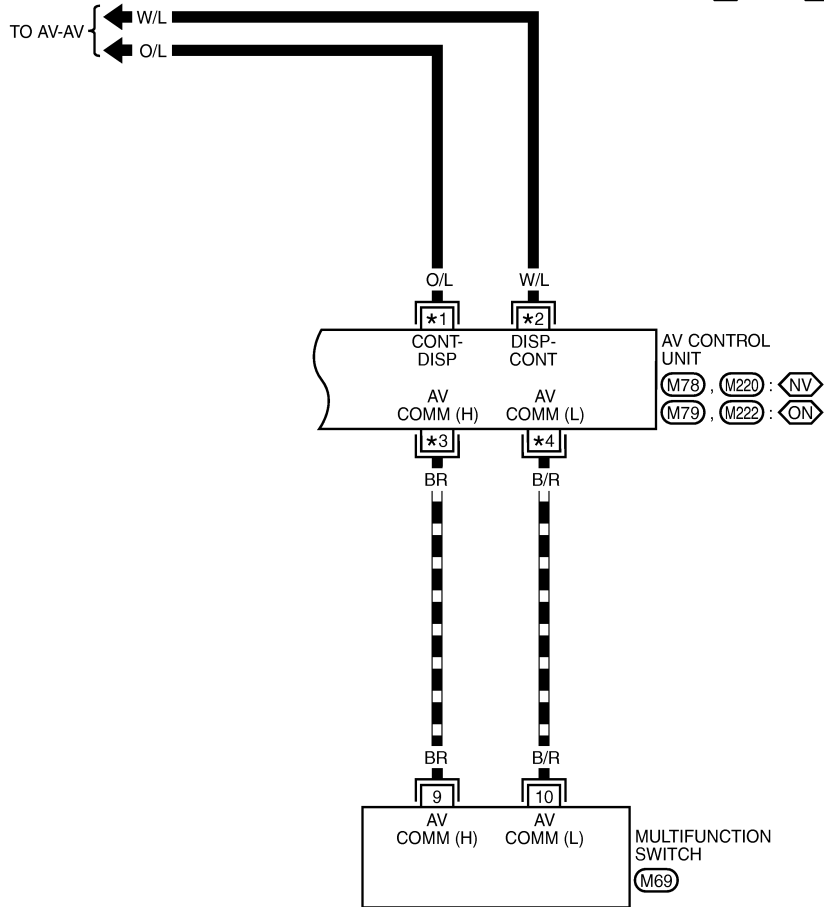 TO AV-AV
W/L
O/L
O/L
W/L
★1
★2
CONT-
DISP
DISP-
CONT
AV CONTROL
UNIT
M78 , M220 : NV
M79 , M222 : ON
AV
COMM (H)
AV
COMM (L)
★3
★4
BR
B/R
BR
B/R
9
10
AV
COMM (H)
AV
COMM (L)
MULTIFUNCTION
SWITCH
M69